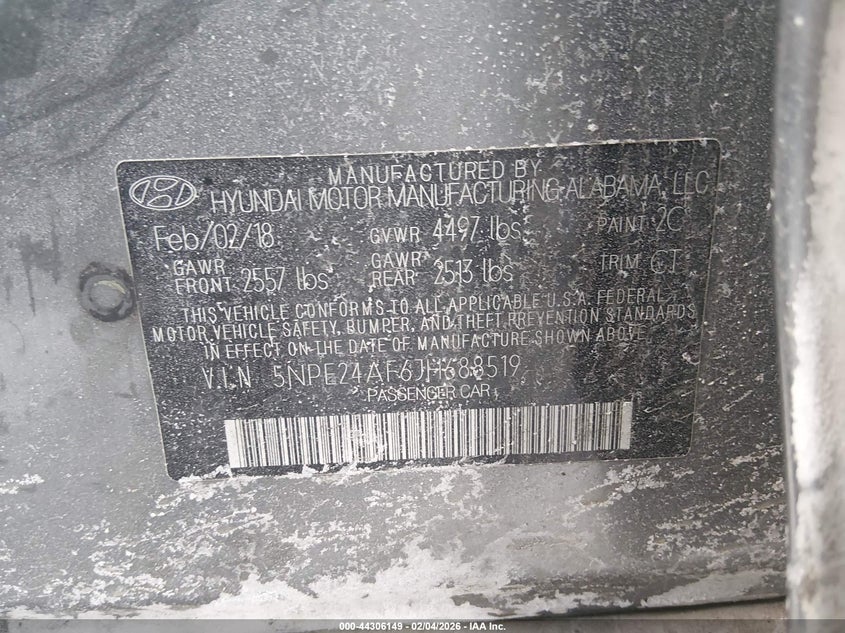 MANUFACTURED BY
HYUNDAI MOTOR MANUFACTURING ALABAMA, LLC
Feb/02/18 GVWR 4497 lbs PAINT 2C
GAWR FRONT 2557 lbs GAWR REAR 2513 lbs TRIM CT
THIS VEHICLE CONFORMS TO ALL APPLICABLE U.S.A. FEDERAL
MOTOR VEHICLE SAFETY, BUMPER, AND THEFT PREVENTION STANDARDS
IN EFFECT ON THE DATE OF MANUFACTURE SHOWN ABOVE.
V.I.N 5NPE24AF6JH688519
PASSENGER CAR
000-44306149 - 02/04/2026 - IAA Inc.